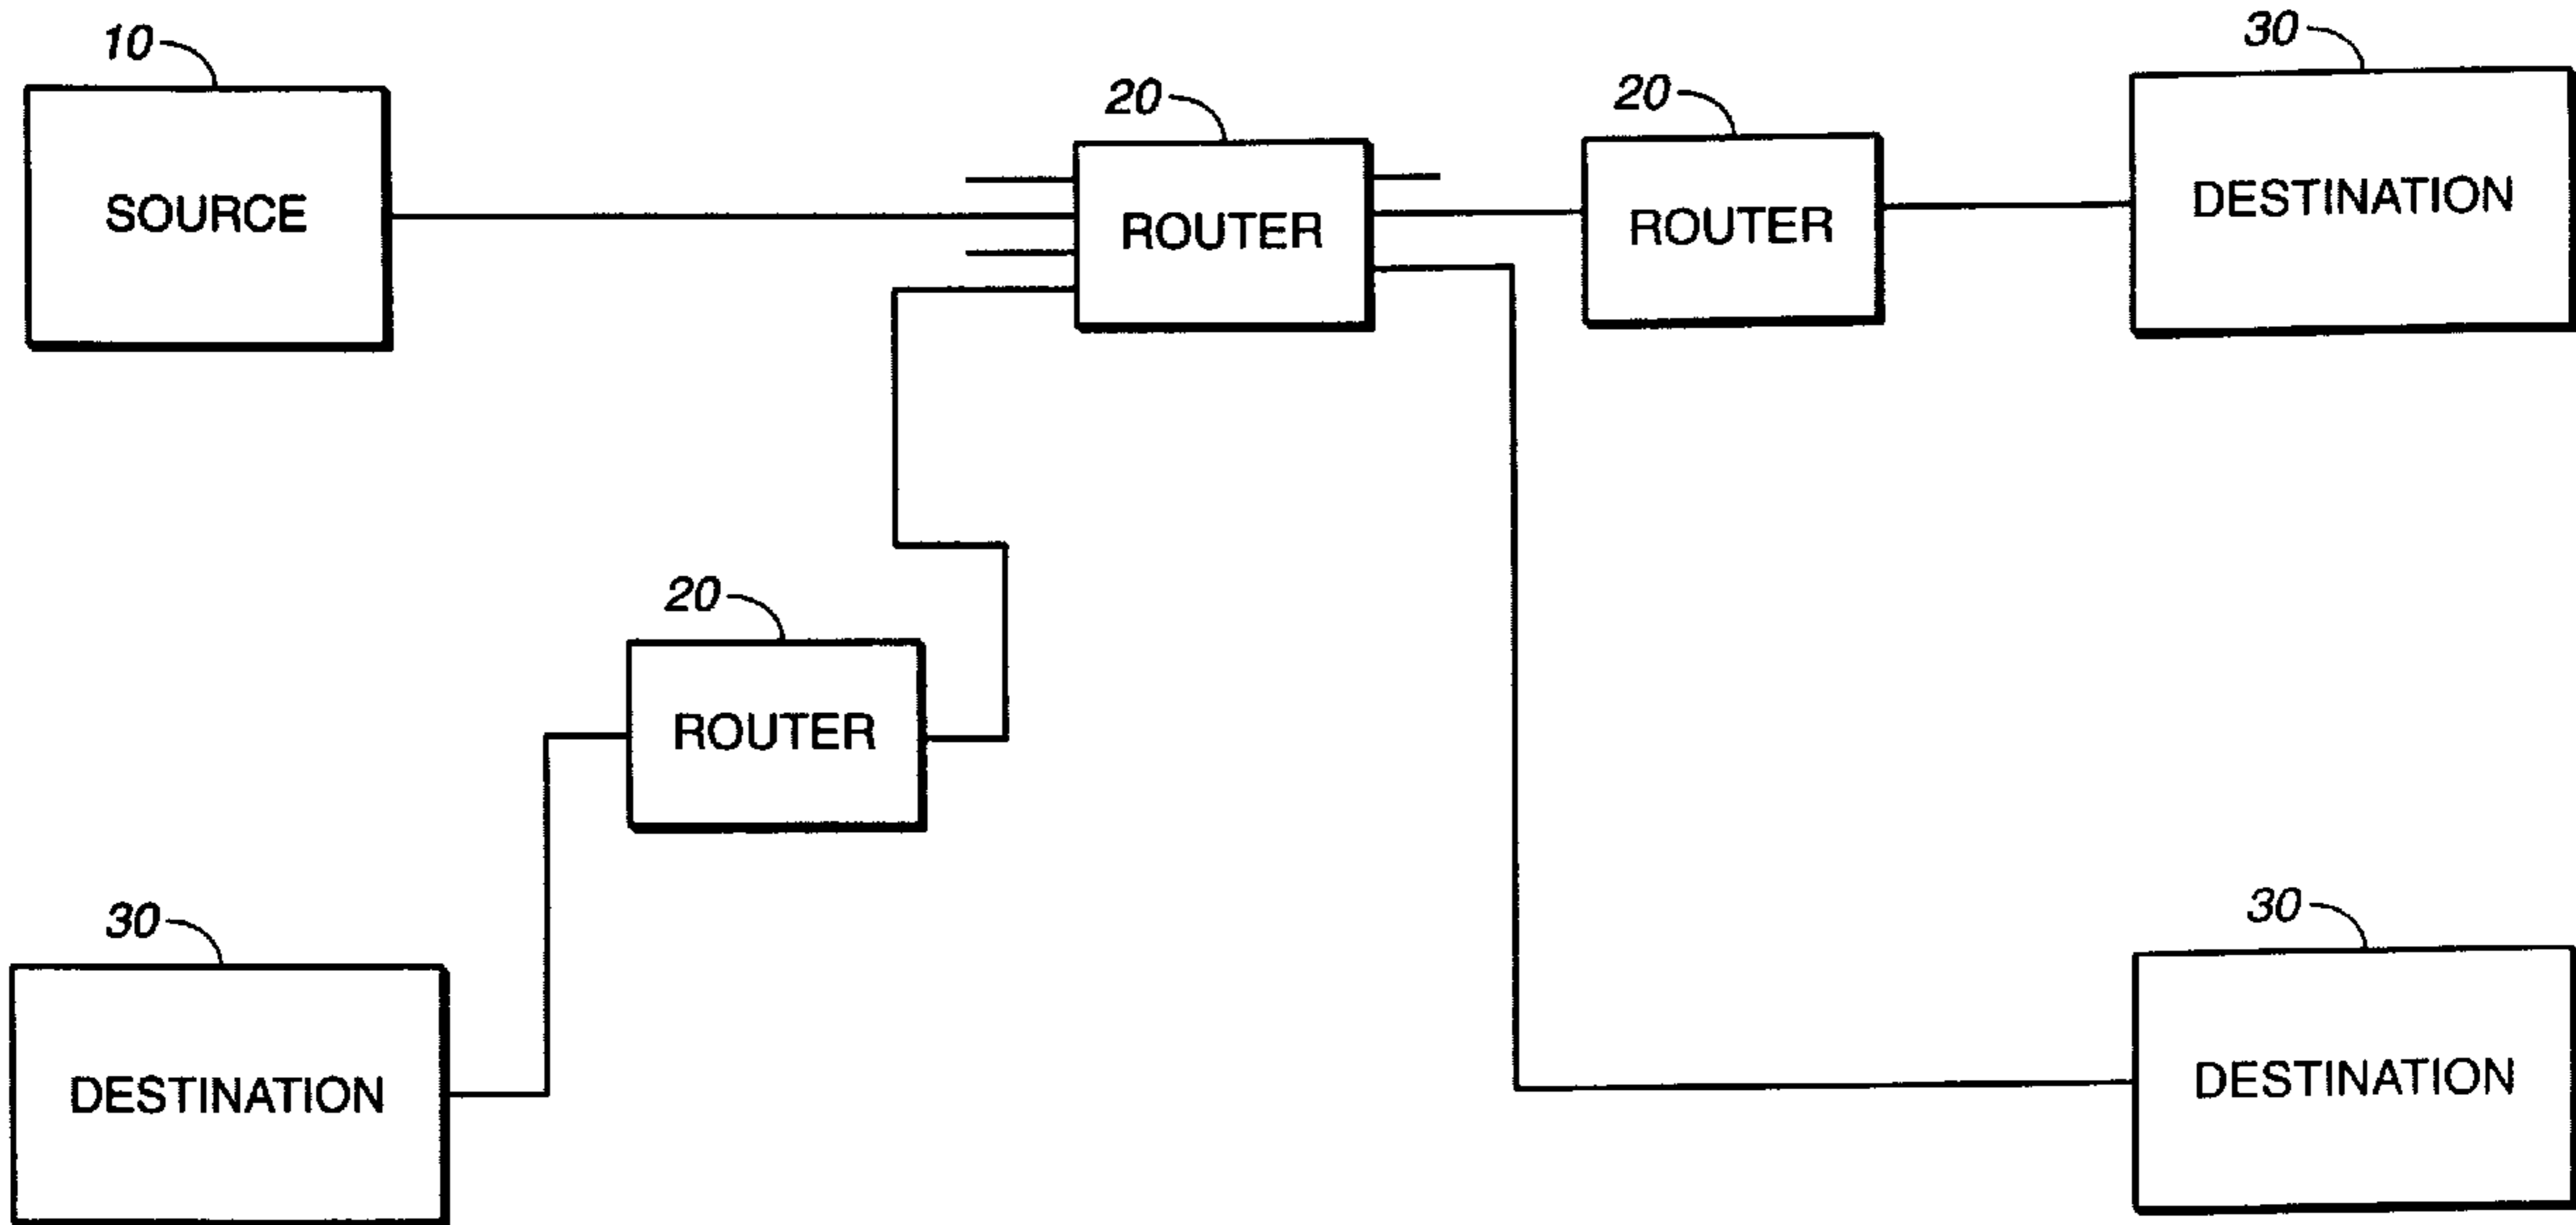 10
SOURCE
20
ROUTER
20
ROUTER
30
DESTINATION
20
ROUTER
30
DESTINATION
30
DESTINATION